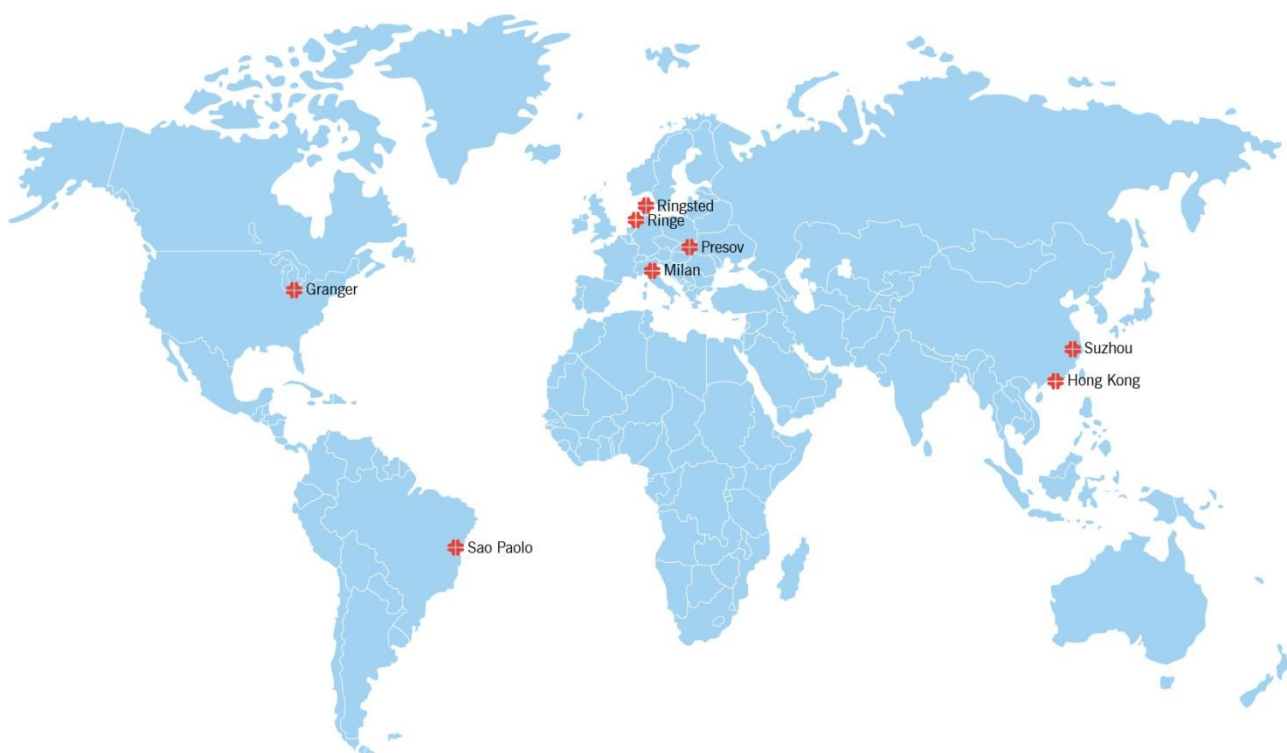 Ringsted
Ringe
Presov
Milan
Granger
Suzhou
Hong Kong
Sao Paolo